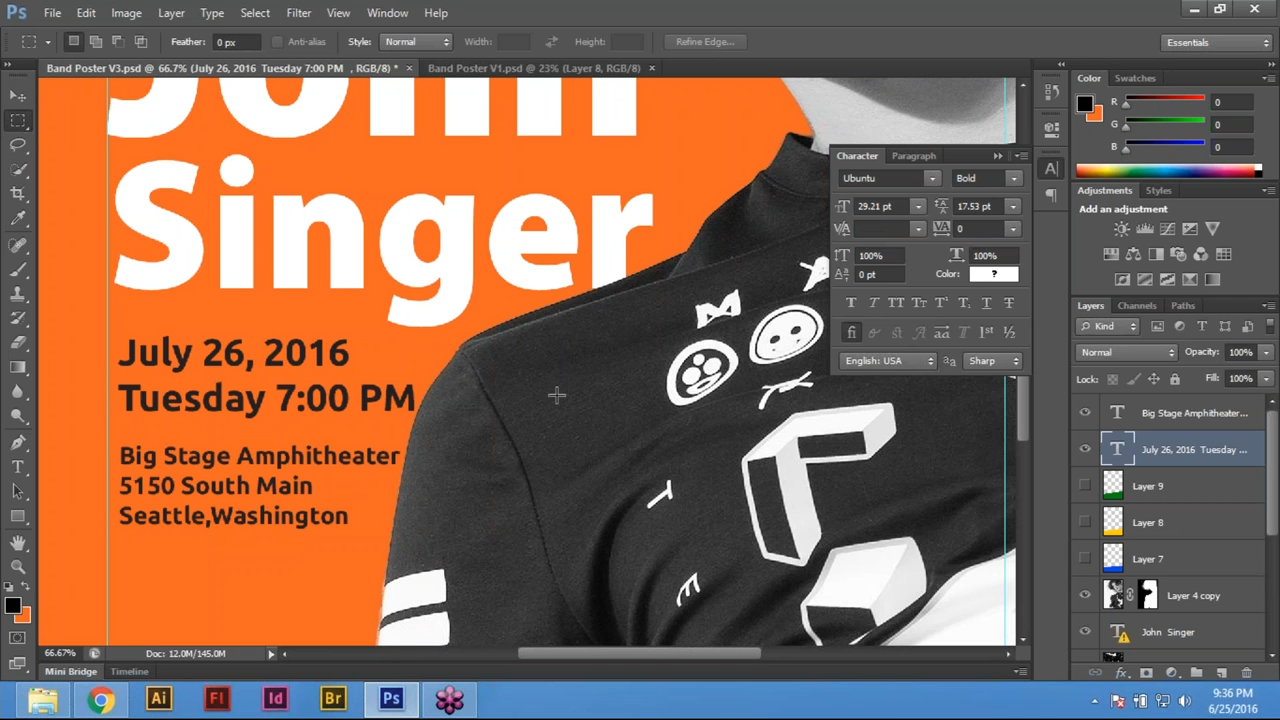 Ps File Edit Image Layer Type Select Filter 3D View Window Help
Feather: 0 px Anti-alias Style: Normal Width: Height: Refine Edge... Essentials
Band Poster V3.psd @ 66.7% (July 26, 2016 Tuesday 7:00 PM , RGB/8) * × Band Poster V1.psd @ 23% (Layer 8, RGB/8) ×
Singer
July 26, 2016
Tuesday 7:00 PM
Big Stage Amphitheater
5150 South Main
Seattle,Washington
Character Paragraph
Ubuntu Bold
29.21 pt 17.53 pt
0
100% 100%
0 pt Color: ?
English: USA Sharp
Color Swatches
R 0
G 0
B 0
Adjustments Styles
Add an adjustment
Layers Channels Paths
Kind
Normal Opacity: 100%
Lock: Fill: 100%
Big Stage Amphitheater...
July 26, 2016 Tuesday ...
Layer 9
Layer 8
Layer 7
Layer 4 copy
John Singer
66.67% Doc: 12.0M/145.0M
Mini Bridge Timeline
Ai Fl Id Br Ps
9:36 PM
6/25/2016